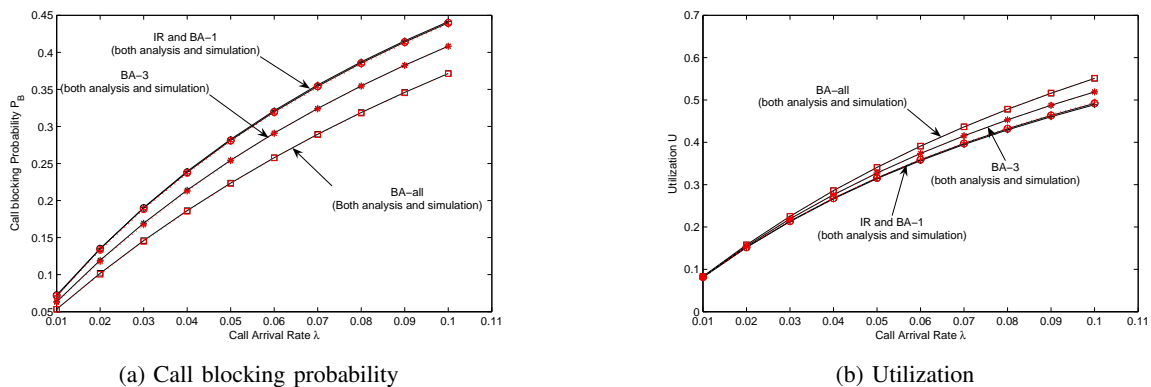 0.45
0.4
0.35
0.3
0.25
0.2
0.15
0.1
0.05
0.01 0.02 0.03 0.04 0.05 0.06 0.07 0.08 0.09 0.1 0.11
Call Arrival Rate λ
Call blocking Probability P_B
IR and BA−1
(both analysis and simulation)
BA−3
(both analysis and simulation)
BA−all
(Both analysis and simulation)
(a) Call blocking probability
0.7
0.6
0.5
0.4
0.3
0.2
0.1
0
0.01 0.02 0.03 0.04 0.05 0.06 0.07 0.08 0.09 0.1 0.11
Call Arrival Rate λ
Utilization U
BA−all
(both analysis and simulation)
BA−3
(both analysis and simulation)
IR and BA−1
(both analysis and simulation)
(b) Utilization